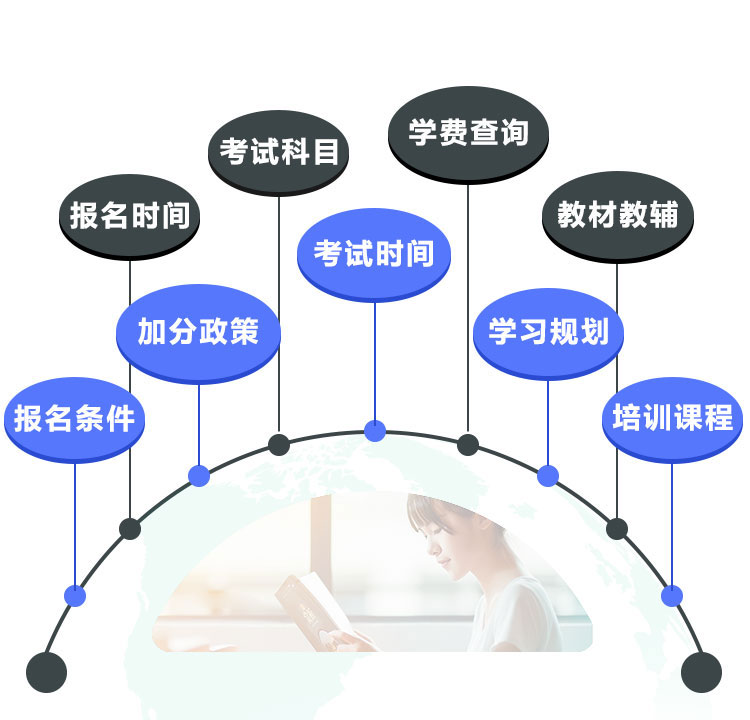 学费查询
考试科目
报名时间
教材教辅
考试时间
加分政策
学习规划
报名条件
培训课程